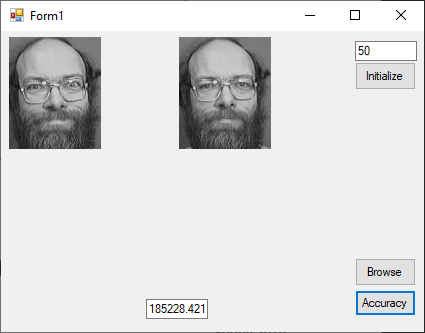 Form1
50
Initialize
Browse
Accuracy
185228.421